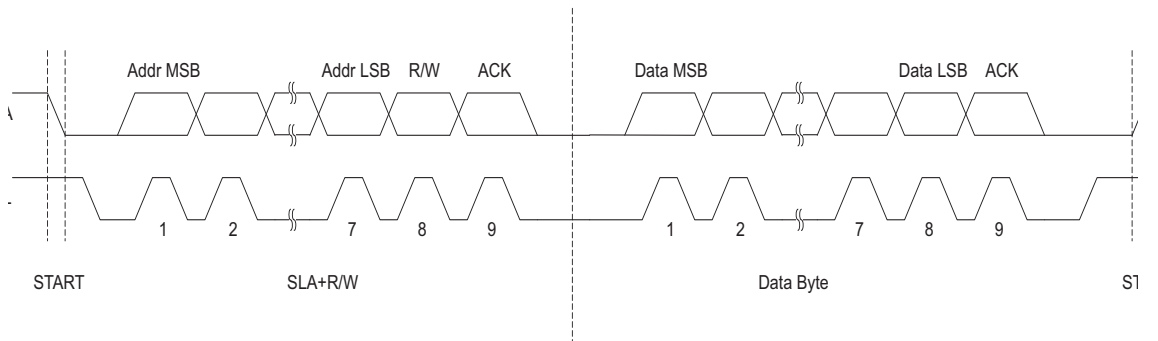 Addr MSB Addr LSB R/W ACK Data MSB Data LSB ACK
1 2 7 8 9 1 2 7 8 9
START SLA+R/W Data Byte